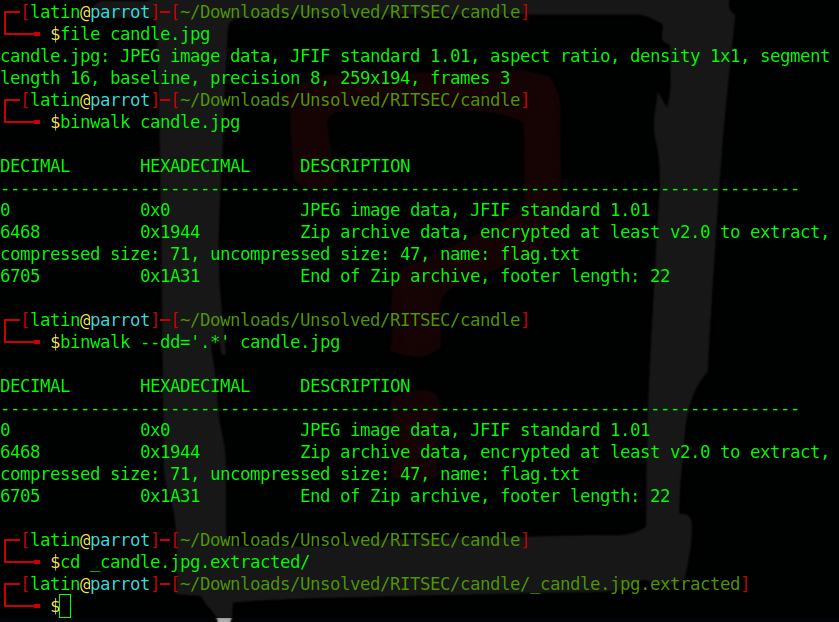 ┌─[latin@parrot]─[~/Downloads/Unsolved/RITSEC/candle]
└──╼ $file candle.jpg
candle.jpg: JPEG image data, JFIF standard 1.01, aspect ratio, density 1x1, segment
length 16, baseline, precision 8, 259x194, frames 3
┌─[latin@parrot]─[~/Downloads/Unsolved/RITSEC/candle]
└──╼ $binwalk candle.jpg
DECIMAL       HEXADECIMAL     DESCRIPTION
--------------------------------------------------------------------------------
0             0x0             JPEG image data, JFIF standard 1.01
6468          0x1944          Zip archive data, encrypted at least v2.0 to extract,
compressed size: 71, uncompressed size: 47, name: flag.txt
6705          0x1A31          End of Zip archive, footer length: 22
┌─[latin@parrot]─[~/Downloads/Unsolved/RITSEC/candle]
└──╼ $binwalk --dd='.*' candle.jpg
DECIMAL       HEXADECIMAL     DESCRIPTION
--------------------------------------------------------------------------------
0             0x0             JPEG image data, JFIF standard 1.01
6468          0x1944          Zip archive data, encrypted at least v2.0 to extract,
compressed size: 71, uncompressed size: 47, name: flag.txt
6705          0x1A31          End of Zip archive, footer length: 22
┌─[latin@parrot]─[~/Downloads/Unsolved/RITSEC/candle]
└──╼ $cd _candle.jpg.extracted/
┌─[latin@parrot]─[~/Downloads/Unsolved/RITSEC/candle/_candle.jpg.extracted]
└──╼ $